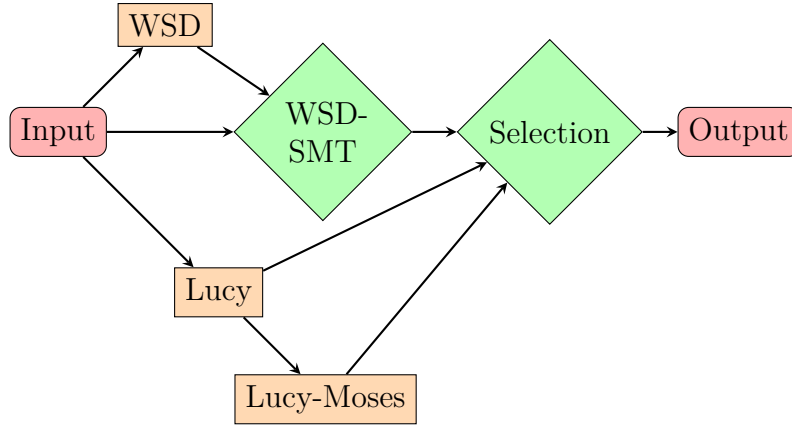 WSD
Input
WSD-
SMT
Selection
Output
Lucy
Lucy-Moses